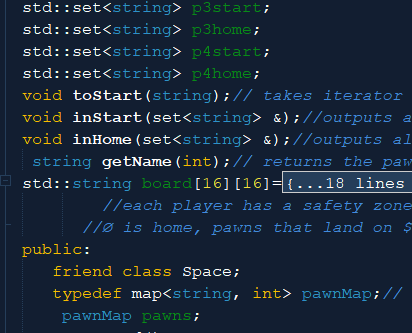 std::set<string> p3start;
std::set<string> p3home;
std::set<string> p4start;
std::set<string> p4home;
void toStart(string);// takes iterator
void inStart(set<string> &);//outputs a
void inHome(set<string> &);//outputs al
string getName(int);// returns the paw
std::string board[16][16]={...18 lines
//each player has a safety zone
//Ø is home, pawns that land on $
public:
friend class Space;
typedef map<string, int> pawnMap;//
pawnMap pawns;